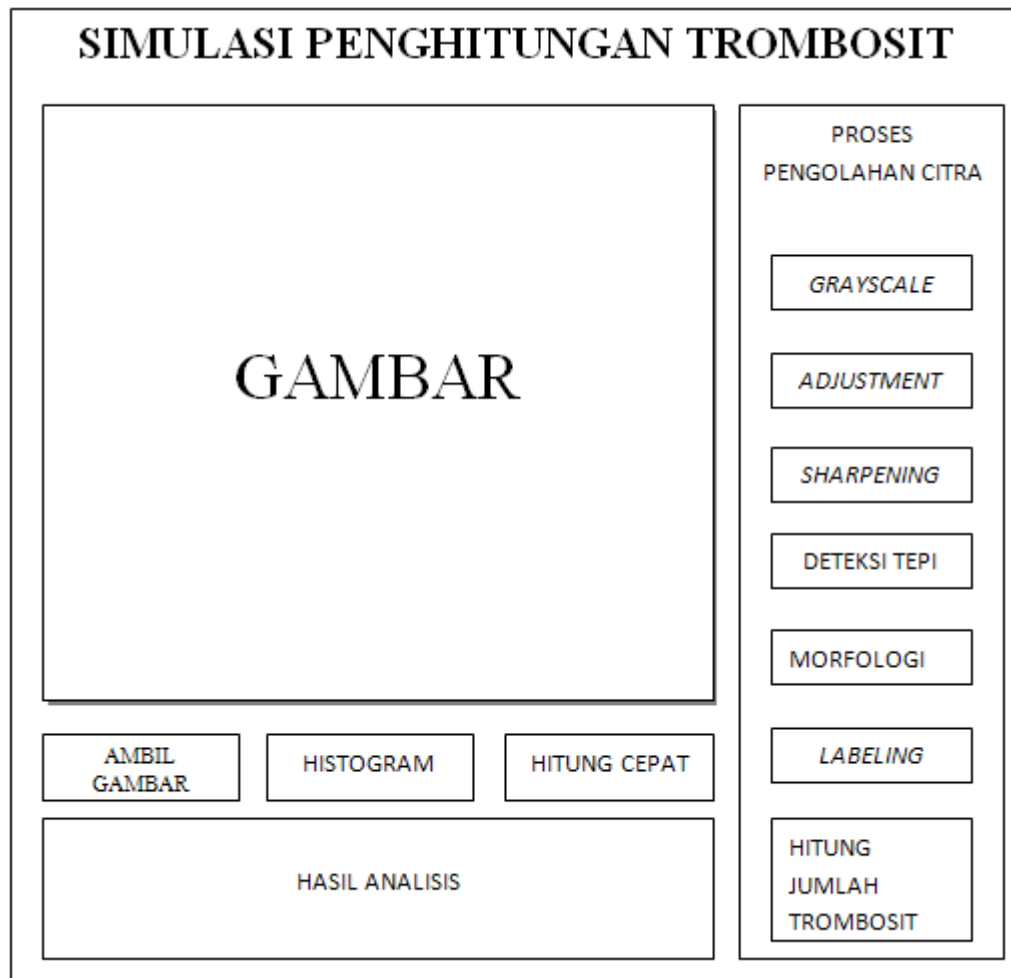 SIMULASI PENGHITUNGAN TROMBOSIT
GAMBAR
AMBIL
GAMBAR
HISTOGRAM
HITUNG CEPAT
HASIL ANALISIS
PROSES
PENGOLAHAN CITRA
GRAYSCALE
ADJUSTMENT
SHARPENING
DETEKSI TEPI
MORFOLOGI
LABELING
HITUNG
JUMLAH
TROMBOSIT